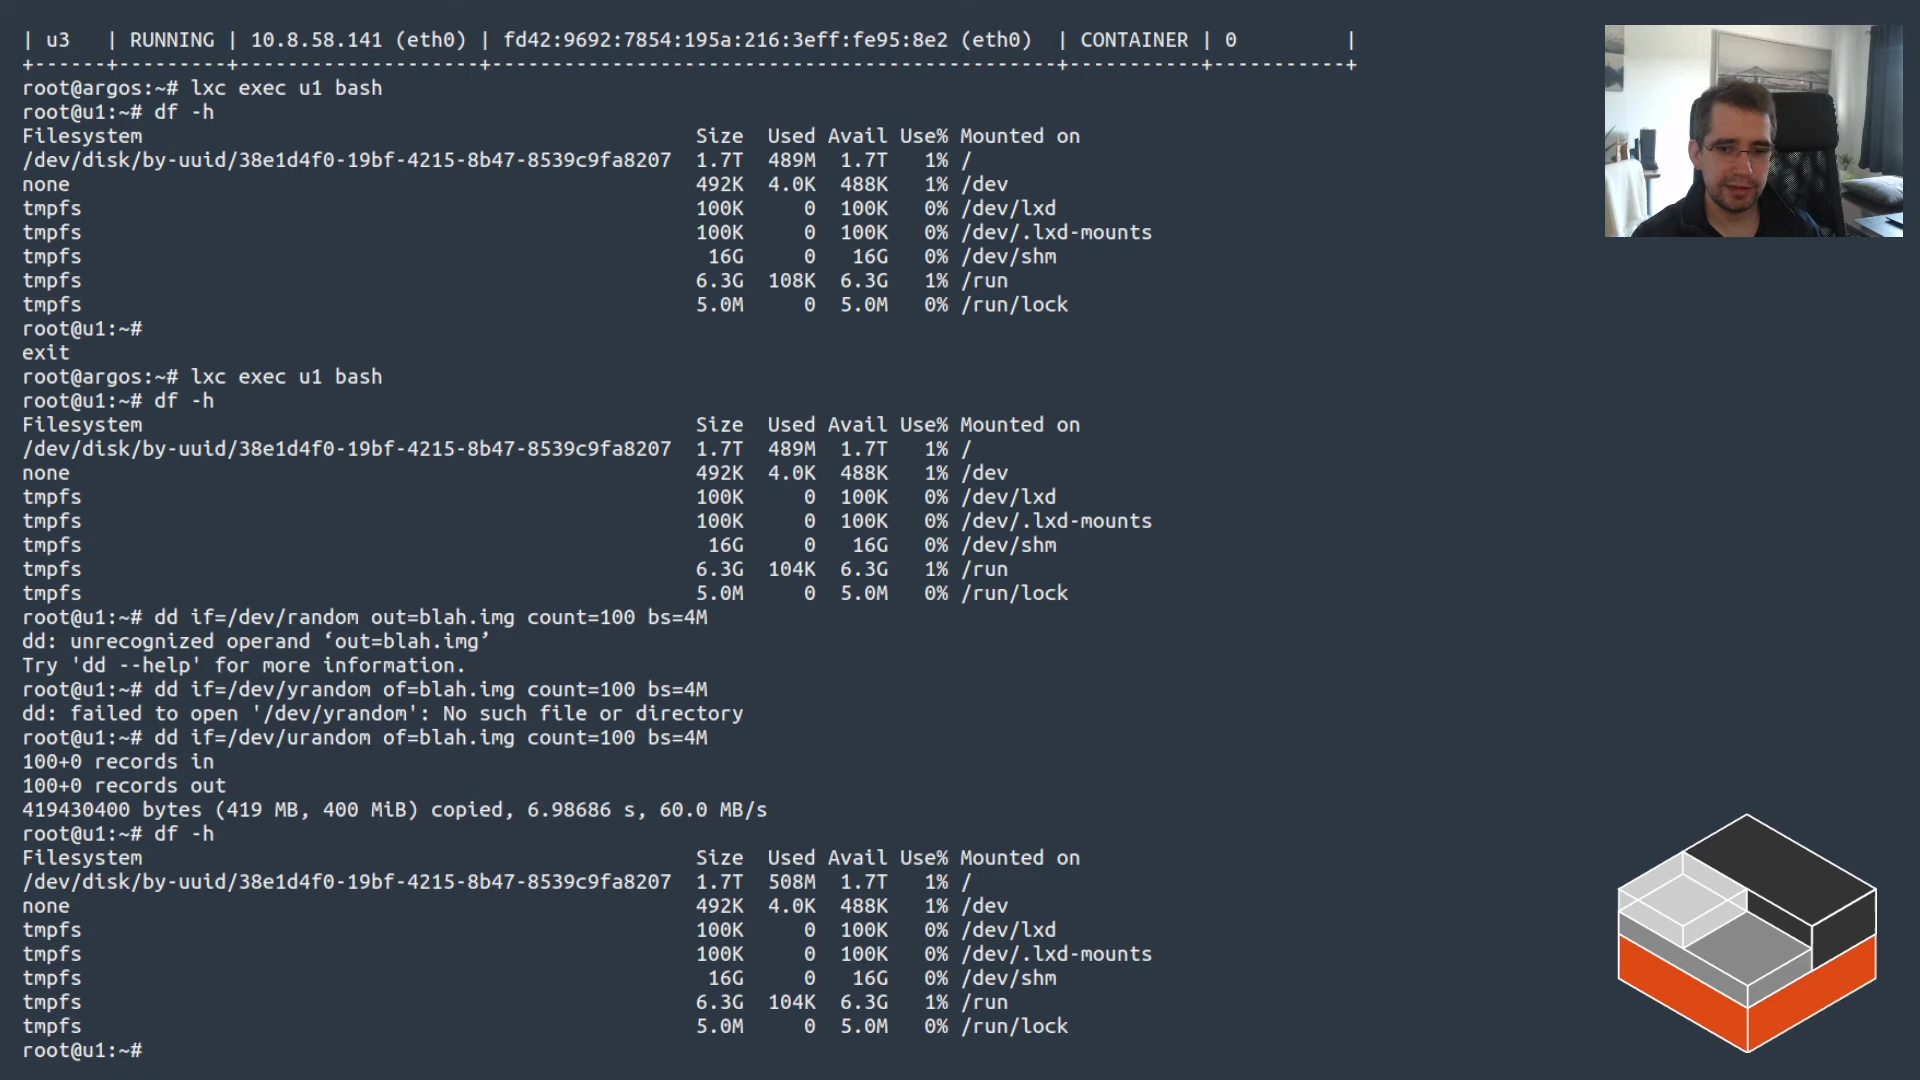 | u3 | RUNNING | 10.8.58.141 (eth0) | fd42:9692:7854:195a:216:3eff:fe95:8e2 (eth0) | CONTAINER | 0 |
+------+---------+--------------------+-----------------------------------------------+-----------+-----------+
root@argos:~# lxc exec u1 bash
root@u1:~# df -h
Filesystem Size Used Avail Use% Mounted on
/dev/disk/by-uuid/38e1d4f0-19bf-4215-8b47-8539c9fa8207 1.7T 489M 1.7T 1% /
none 492K 4.0K 488K 1% /dev
tmpfs 100K 0 100K 0% /dev/lxd
tmpfs 100K 0 100K 0% /dev/.lxd-mounts
tmpfs 16G 0 16G 0% /dev/shm
tmpfs 6.3G 108K 6.3G 1% /run
tmpfs 5.0M 0 5.0M 0% /run/lock
root@u1:~#
exit
root@argos:~# lxc exec u1 bash
root@u1:~# df -h
Filesystem Size Used Avail Use% Mounted on
/dev/disk/by-uuid/38e1d4f0-19bf-4215-8b47-8539c9fa8207 1.7T 489M 1.7T 1% /
none 492K 4.0K 488K 1% /dev
tmpfs 100K 0 100K 0% /dev/lxd
tmpfs 100K 0 100K 0% /dev/.lxd-mounts
tmpfs 16G 0 16G 0% /dev/shm
tmpfs 6.3G 104K 6.3G 1% /run
tmpfs 5.0M 0 5.0M 0% /run/lock
root@u1:~# dd if=/dev/random out=blah.img count=100 bs=4M
dd: unrecognized operand ‘out=blah.img’
Try 'dd --help' for more information.
root@u1:~# dd if=/dev/yrandom of=blah.img count=100 bs=4M
dd: failed to open '/dev/yrandom': No such file or directory
root@u1:~# dd if=/dev/urandom of=blah.img count=100 bs=4M
100+0 records in
100+0 records out
419430400 bytes (419 MB, 400 MiB) copied, 6.98686 s, 60.0 MB/s
root@u1:~# df -h
Filesystem Size Used Avail Use% Mounted on
/dev/disk/by-uuid/38e1d4f0-19bf-4215-8b47-8539c9fa8207 1.7T 508M 1.7T 1% /
none 492K 4.0K 488K 1% /dev
tmpfs 100K 0 100K 0% /dev/lxd
tmpfs 100K 0 100K 0% /dev/.lxd-mounts
tmpfs 16G 0 16G 0% /dev/shm
tmpfs 6.3G 104K 6.3G 1% /run
tmpfs 5.0M 0 5.0M 0% /run/lock
root@u1:~#